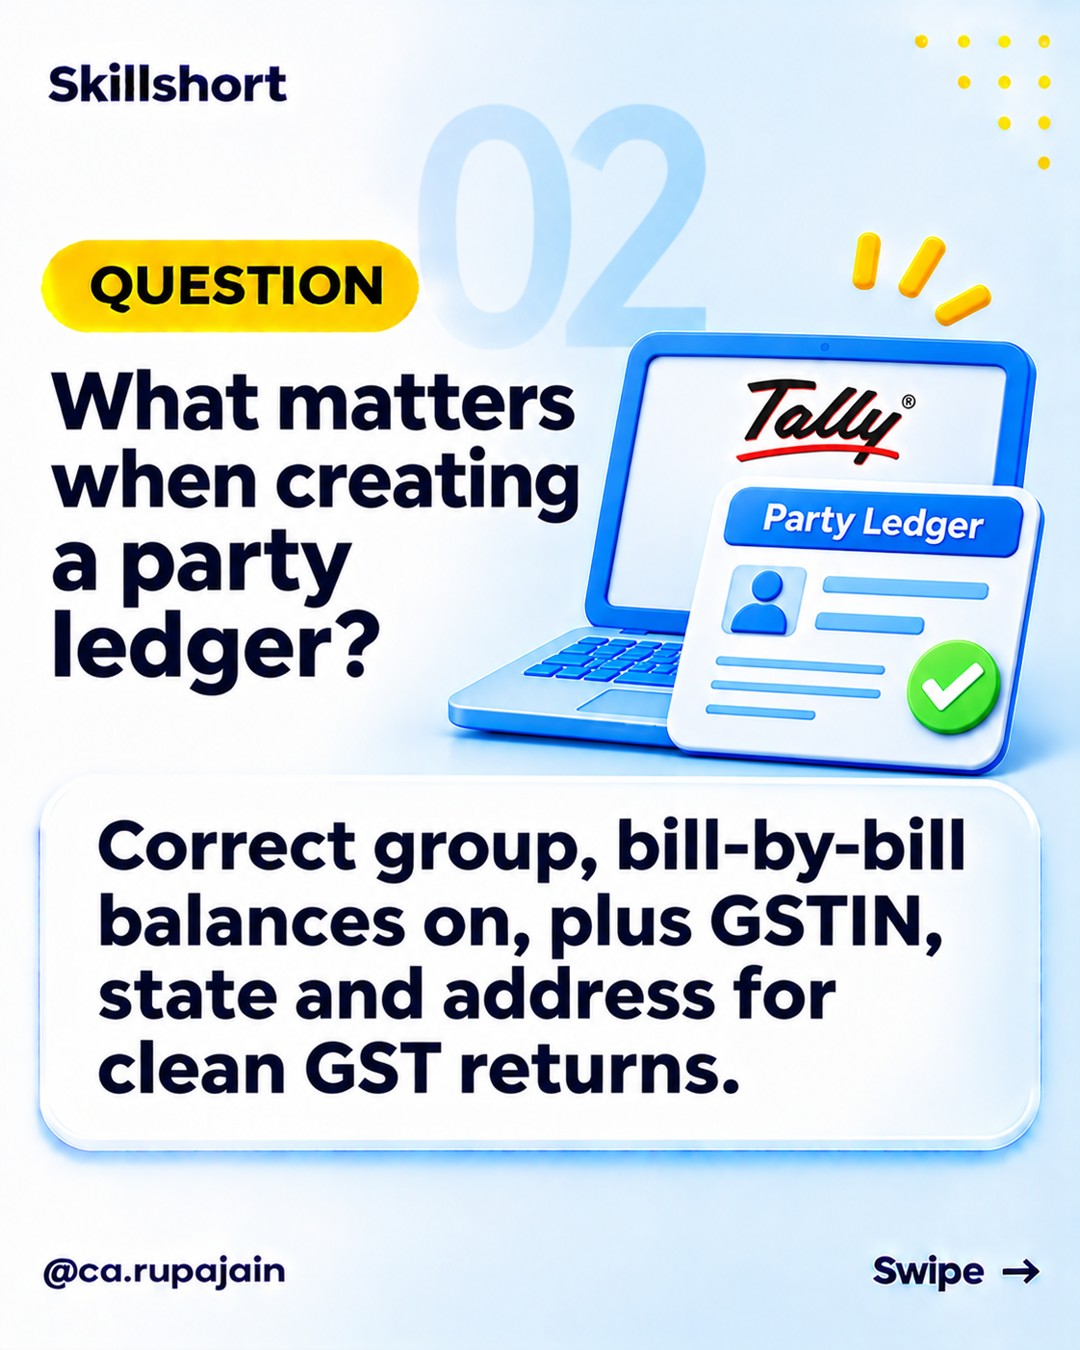 Skillshort
02
QUESTION
What matters
when creating
a party
ledger?
Tally®
Party Ledger
Correct group, bill-by-bill
balances on, plus GSTIN,
state and address for
clean GST returns.
@ca.rupajain
Swipe →